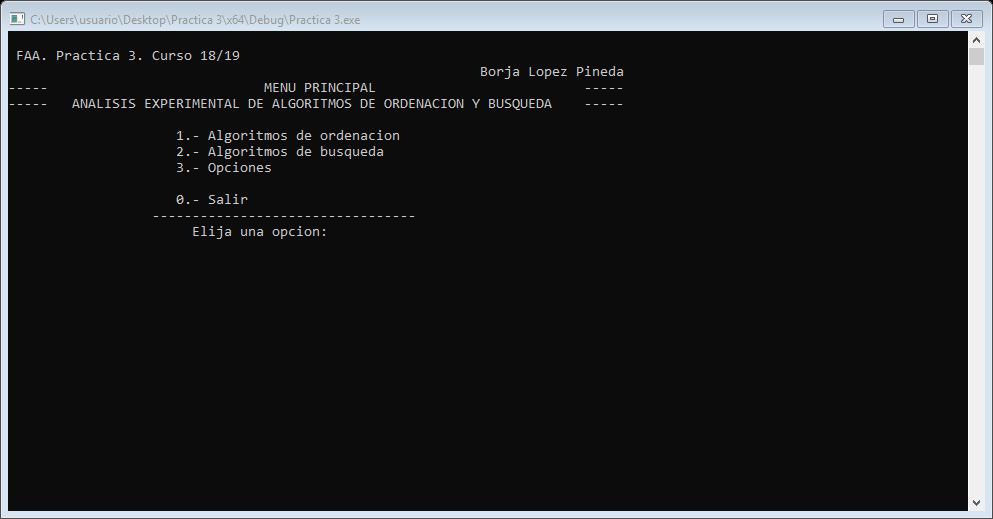 C:\Users\usuario\Desktop\Practica 3\x64\Debug\Practica 3.exe
FAA. Practica 3. Curso 18/19
Borja Lopez Pineda
----- MENU PRINCIPAL -----
----- ANALISIS EXPERIMENTAL DE ALGORITMOS DE ORDENACION Y BUSQUEDA -----
1.- Algoritmos de ordenacion
2.- Algoritmos de busqueda
3.- Opciones
0.- Salir
---------------------------------
Elija una opcion: